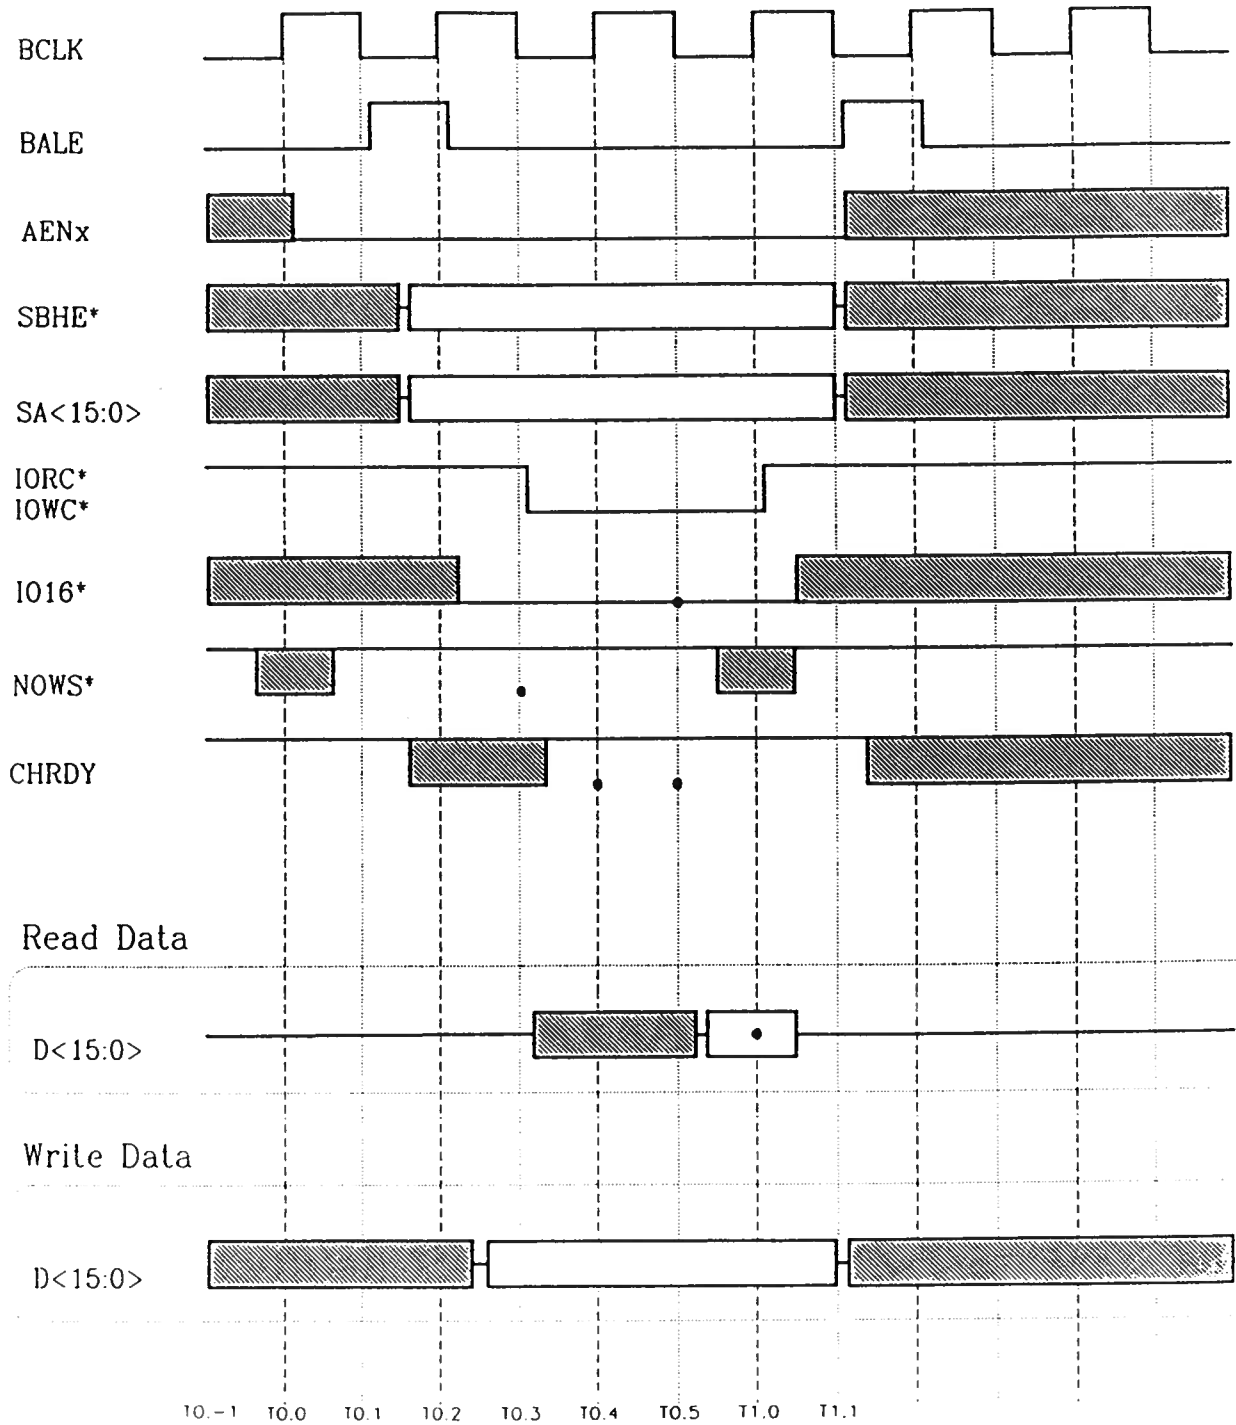 BCLK
BALE
AENx
SBHE*
SA<15:0>
IORC*
IOWC*
IO16*
NOWS*
CHRDY
Read Data
D<15:0>
Write Data
D<15:0>
T0.-1 T0.0 T0.1 T0.2 T0.3 T0.4 T0.5 T1.0 T1.1